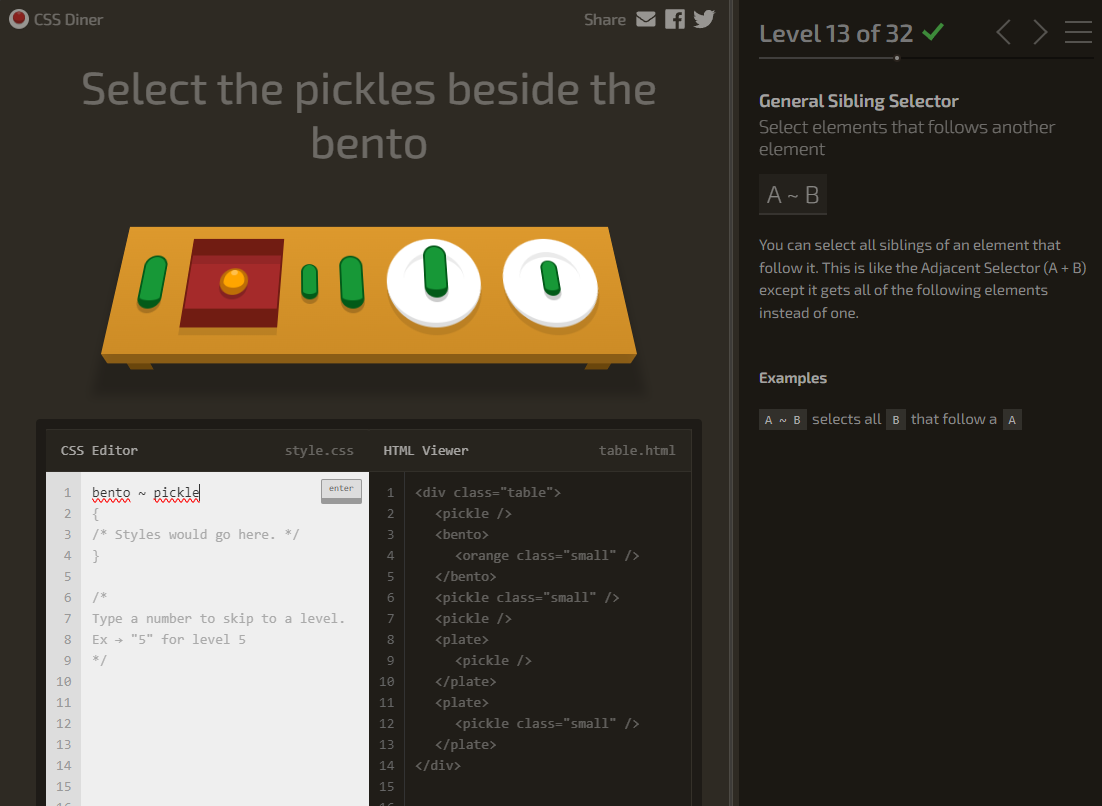 CSS Diner
Share
Select the pickles beside the
bento
CSS Editor
style.css
1 bento ~ pickle
enter
2 {
3 /* Styles would go here. */
4 }
5
6 /*
7 Type a number to skip to a level.
8 Ex → "5" for level 5
9 */
10
11
12
13
14
15
HTML Viewer
table.html
1 <div class="table">
2 <pickle />
3 <bento>
4 <orange class="small" />
5 </bento>
6 <pickle class="small" />
7 <pickle />
8 <plate>
9 <pickle />
10 </plate>
11 <plate>
12 <pickle class="small" />
13 </plate>
14 </div>
15
Level 13 of 32
General Sibling Selector
Select elements that follows another
element
A ~ B
You can select all siblings of an element that
follow it. This is like the Adjacent Selector (A + B)
except it gets all of the following elements
instead of one.
Examples
A ~ B selects all B that follow a A